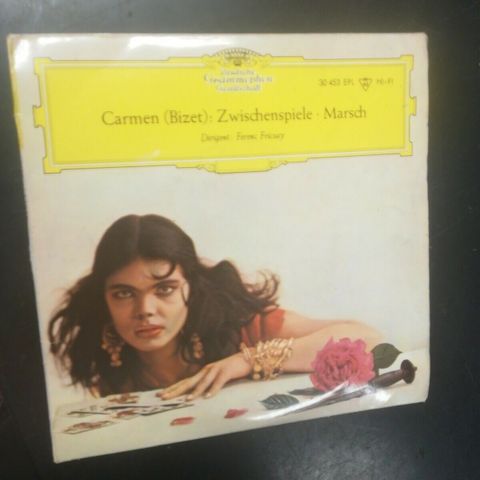 Deutsche
Grammophon
Gesellschaft
30 453 EPL HI-FI
Carmen (Bizet): Zwischenspiele · Marsch
Dirigent: Ferenc Fricsay